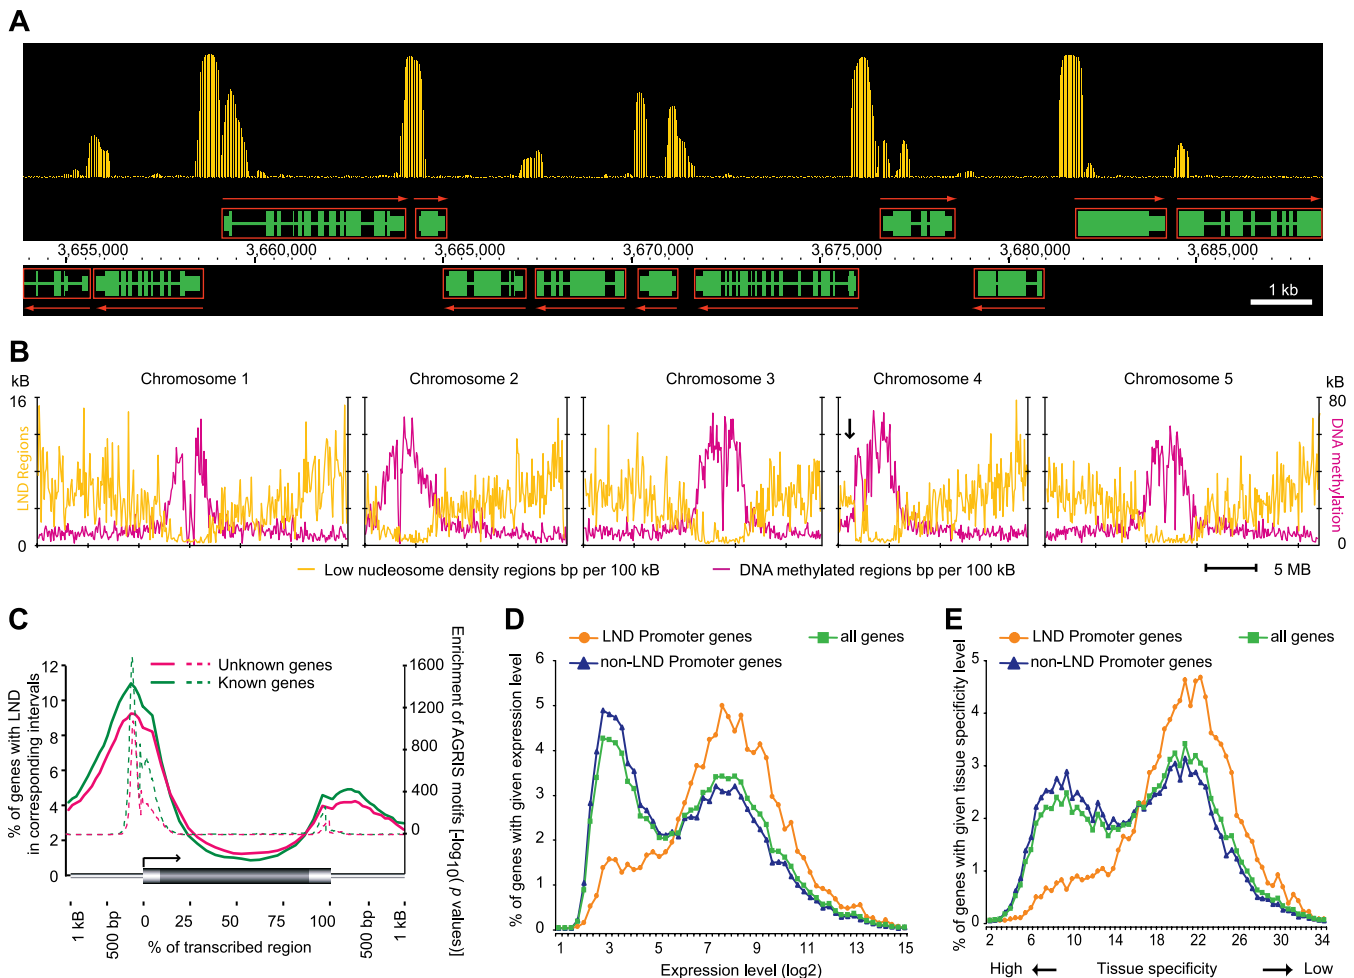 A
3,655,000 3,660,000 3,665,000 3,670,000 3,675,000 3,680,000 3,685,000
1 kb
B
kB
Chromosome 1
Chromosome 2
Chromosome 3
Chromosome 4
Chromosome 5
kB
16
80
LND Regions
DNA methylation
0
0
Low nucleosome density regions bp per 100 kB
DNA methylated regions bp per 100 kB
5 MB
C
Unknown genes
Known genes
% of genes with LND
in corresponding intervals
12
10
8
6
4
2
0
1600
1200
800
400
0
Enrichment of AGRIS motifs [-log10(p values)]
1 kB
500 bp
0
25
50
75
100
500 bp
1 kB
% of transcribed region
D
LND Promoter genes
all genes
non-LND Promoter genes
% of genes with given expression level
6
5
4
3
2
1
0
1 3 5 7 9 11 13 15
Expression level (log2)
E
LND Promoter genes
all genes
non-LND Promoter genes
% of genes with given tissue specificity level
5
4
3
2
1
0
2 6 10 14 18 22 26 30 34
High
Tissue specificity
Low